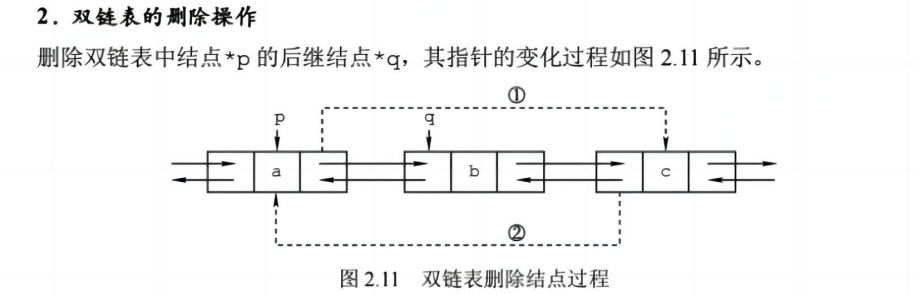 2．双链表的删除操作
删除双链表中结点*p 的后继结点*q，其指针的变化过程如图 2.11 所示。
①
p
q
a
b
c
②
图 2.11 双链表删除结点过程